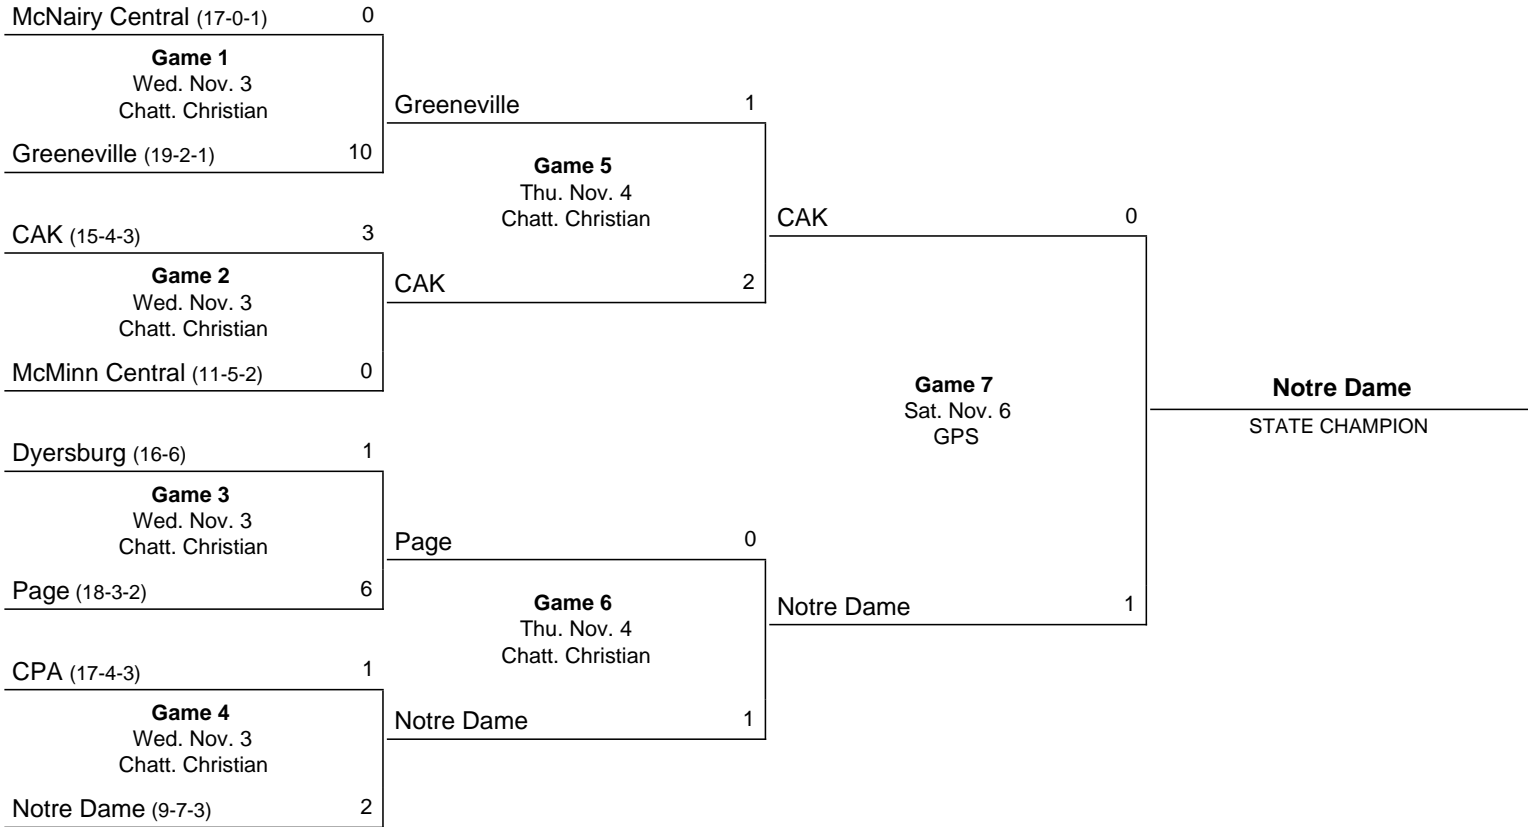 McNairy Central (17-0-1) 0
Game 1
Wed. Nov. 3
Chatt. Christian
Greeneville (19-2-1) 10
CAK (15-4-3) 3
Game 2
Wed. Nov. 3
Chatt. Christian
McMinn Central (11-5-2) 0
Dyersburg (16-6) 1
Game 3
Wed. Nov. 3
Chatt. Christian
Page (18-3-2) 6
CPA (17-4-3) 1
Game 4
Wed. Nov. 3
Chatt. Christian
Notre Dame (9-7-3) 2
Greeneville 1
Game 5
Thu. Nov. 4
Chatt. Christian
CAK 2
Page 0
Game 6
Thu. Nov. 4
Chatt. Christian
Notre Dame 1
CAK 0
Game 7
Sat. Nov. 6
GPS
Notre Dame 1
Notre Dame
STATE CHAMPION